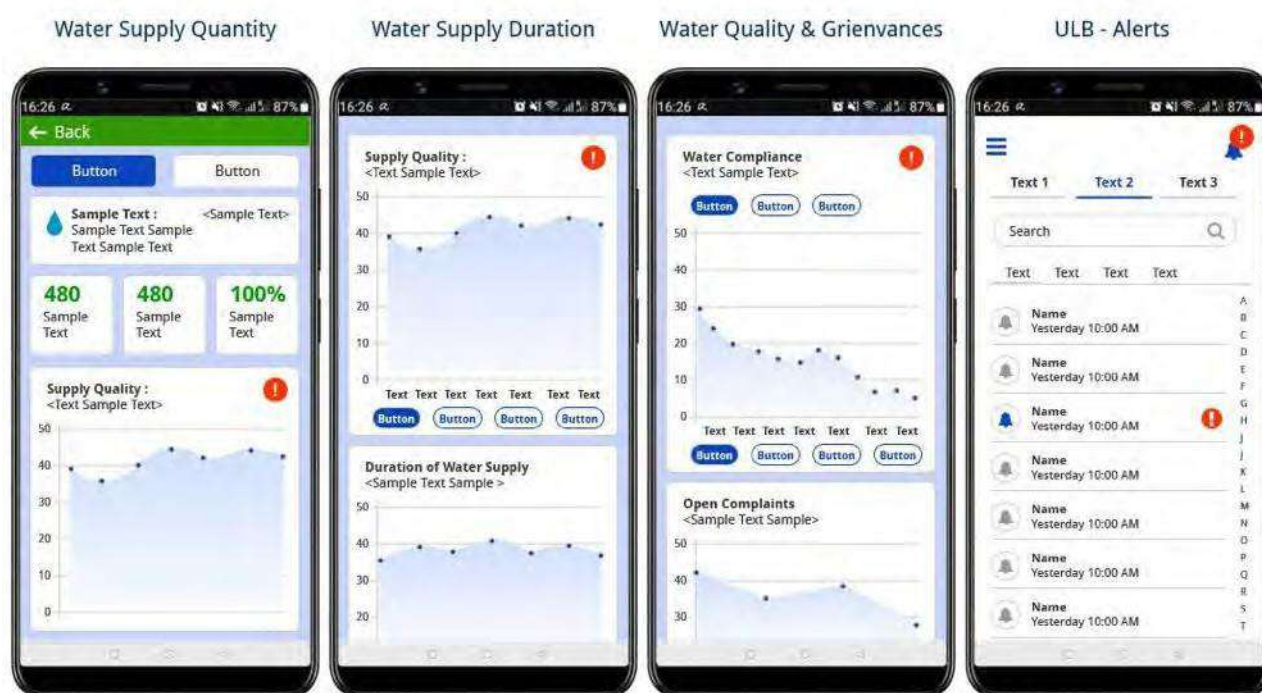 Water Supply Quantity
16:26
87%
← Back
Button
Button
Sample Text :
<Sample Text>
Sample Text Sample
Text Sample Text
480
Sample
Text
480
Sample
Text
100%
Sample
Text
Supply Quality :
<Text Sample Text>
!
50
40
30
20
10
0
Water Supply Duration
16:26
87%
Supply Quality :
<Text Sample Text>
!
50
40
30
20
10
0
Text Text Text Text Text Text Text
Button Button Button Button
Duration of Water Supply
<Sample Text Sample >
50
40
30
20
Water Quality & Grienvances
16:26
87%
Water Compliance
<Text Sample Text>
!
Button Button Button
50
40
30
20
10
0
Text Text Text Text Text Text Text
Button Button Button Button
Open Complaints
<Sample Text Sample>
50
40
30
ULB - Alerts
16:26
87%
!
Text 1 Text 2 Text 3
Search
Text Text Text Text
Name
Yesterday 10:00 AM
Name
Yesterday 10:00 AM
Name
Yesterday 10:00 AM
!
Name
Yesterday 10:00 AM
Name
Yesterday 10:00 AM
Name
Yesterday 10:00 AM
Name
Yesterday 10:00 AM
A
B
C
D
E
F
G
H
J
J
K
L
M
N
O
P
Q
R
S
T